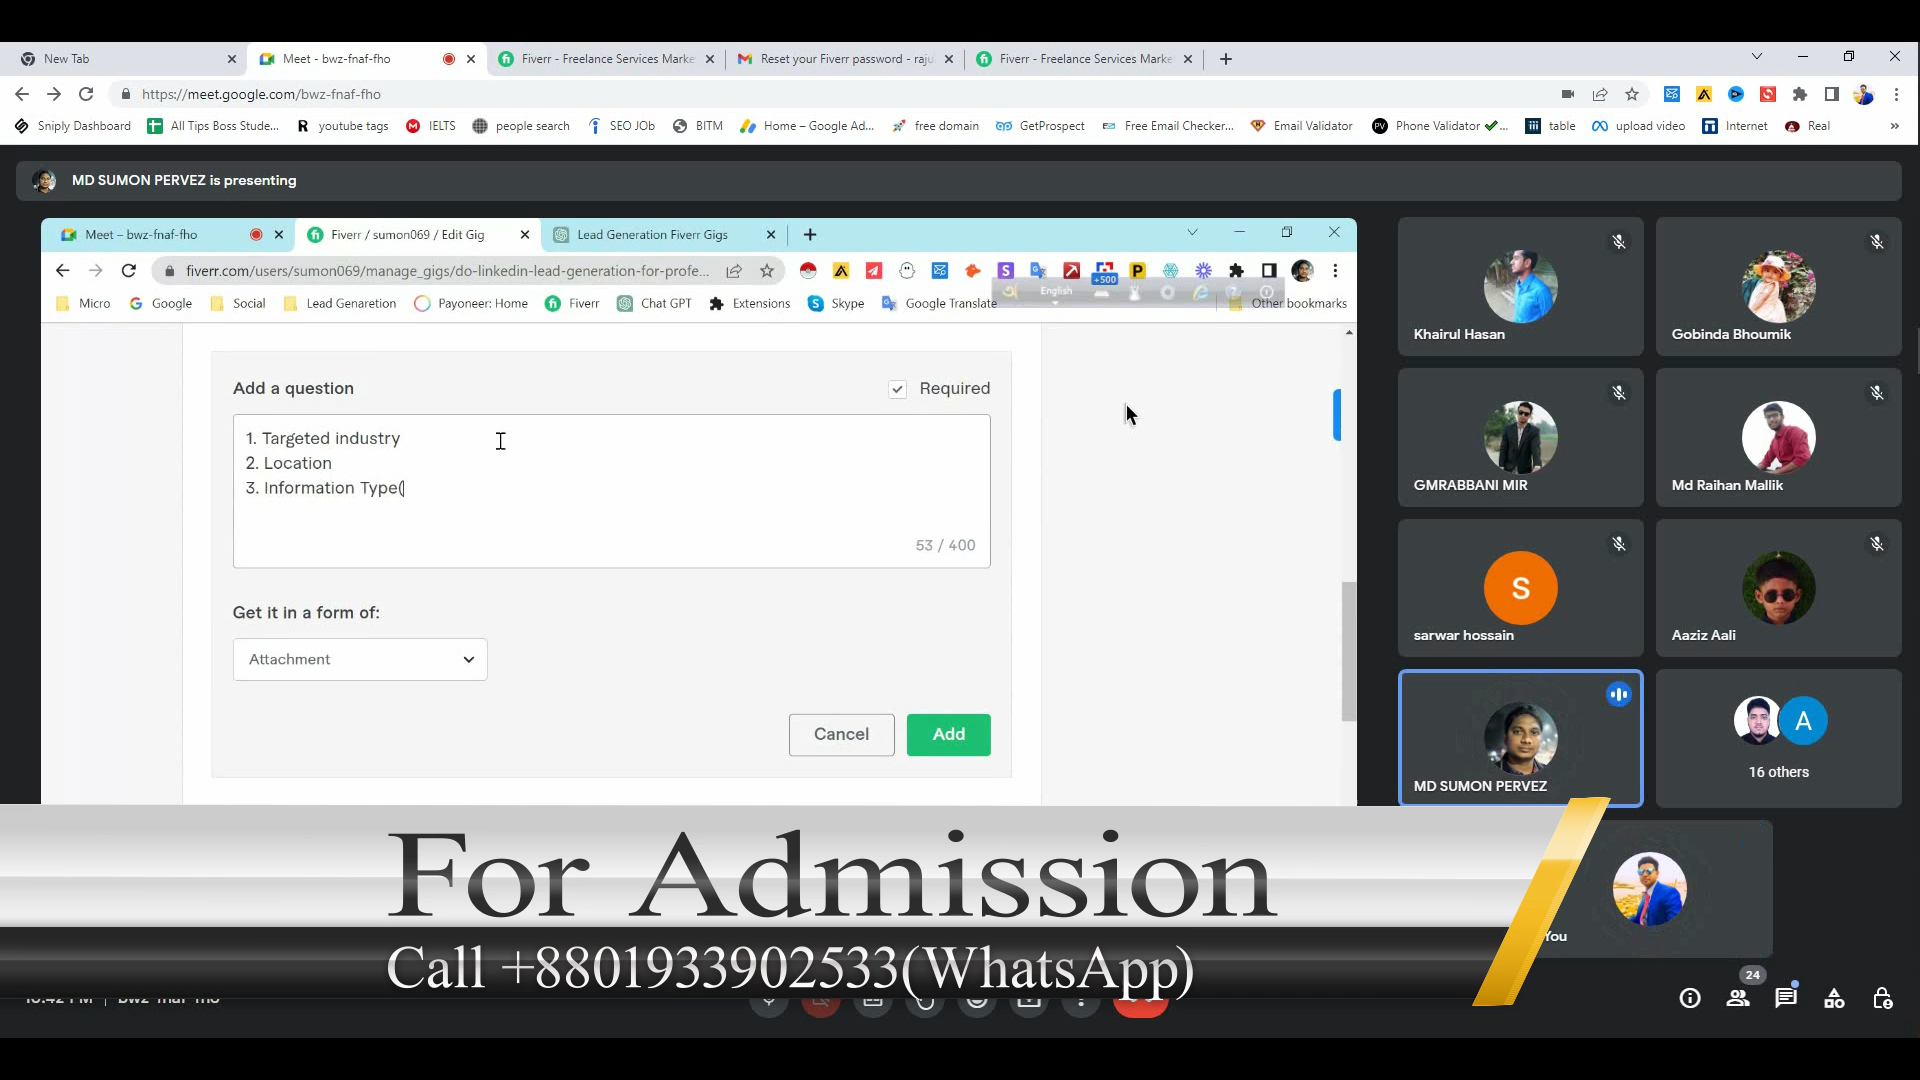 New Tab
Meet - bwz-fnaf-fho
Fiverr - Freelance Services Marke
Reset your Fiverr password - raju
Fiverr - Freelance Services Marke
https://meet.google.com/bwz-fnaf-fho
Sniply Dashboard
All Tips Boss Stude...
youtube tags
IELTS
people search
SEO JOb
BITM
Home – Google Ad...
free domain
GetProspect
Free Email Checker...
Email Validator
Phone Validator ✔...
table
upload video
Internet
Real
MD SUMON PERVEZ is presenting
Meet – bwz-fnaf-fho
Fiverr / sumon069 / Edit Gig
Lead Generation Fiverr Gigs
fiverr.com/users/sumon069/manage_gigs/do-linkedin-lead-generation-for-profe...
+500
English
Micro
Google
Social
Lead Genaretion
Payoneer: Home
Fiverr
Chat GPT
Extensions
Skype
Google Translate
Other bookmarks
Add a question
Required
1. Targeted industry
2. Location
3. Information Type(
53 / 400
Get it in a form of:
Attachment
Cancel
Add
Khairul Hasan
Gobinda Bhoumik
GMRABBANI MIR
Md Raihan Mallik
S
sarwar hossain
Aaziz Aali
MD SUMON PERVEZ
A
16 others
You
For Admission
Call +8801933902533(WhatsApp)
24